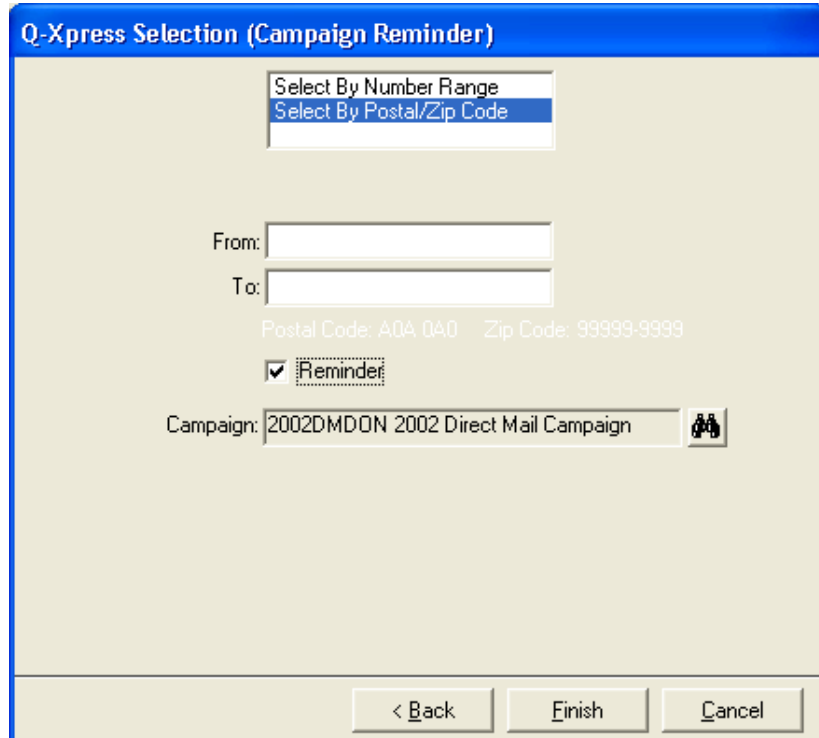 Q-Xpress Selection (Campaign Reminder)
Select By Number Range
Select By Postal/Zip Code
From:
To:
Postal Code: A0A 0A0 Zip Code: 99999-9999
Reminder
Campaign: 2002DMDON 2002 Direct Mail Campaign
< Back Finish Cancel